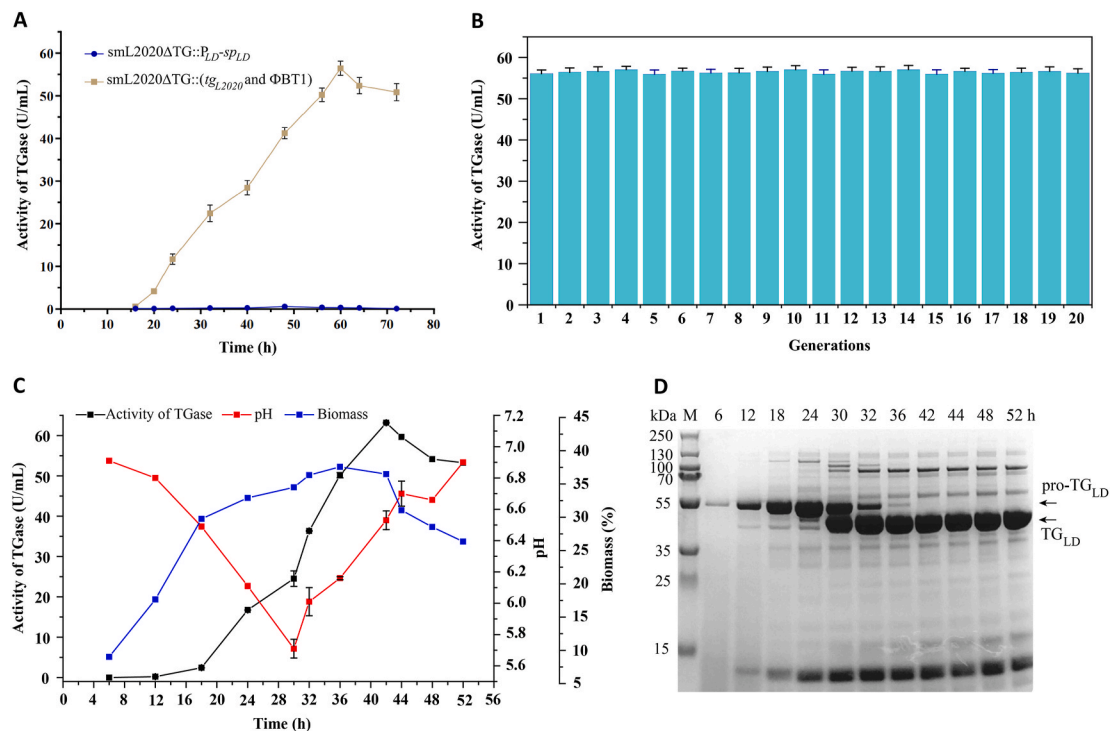 A
smL2020ΔTG::P_LD-sp_LD
smL2020ΔTG::(tg_L2020 and ΦBT1)
Activity of TGase (U/mL)
60
50
40
30
20
10
0
0 10 20 30 40 50 60 70 80
Time (h)
B
Activity of TGase (U/mL)
60
50
40
30
20
10
0
1 2 3 4 5 6 7 8 9 10 11 12 13 14 15 16 17 18 19 20
Generations
C
Activity of TGase pH Biomass
Activity of TGase (U/mL)
60
50
40
30
20
10
0
0 4 8 12 16 20 24 28 32 36 40 44 48 52 56
Time (h)
7.2
7.0
6.8
6.6
6.4
6.2
6.0
5.8
5.6
pH
45
40
35
30
25
20
15
10
5
Biomass (%)
D
kDa M 6 12 18 24 30 32 36 42 44 48 52 h
250
130
100
70
55
35
25
15
pro-TG_LD
TG_LD